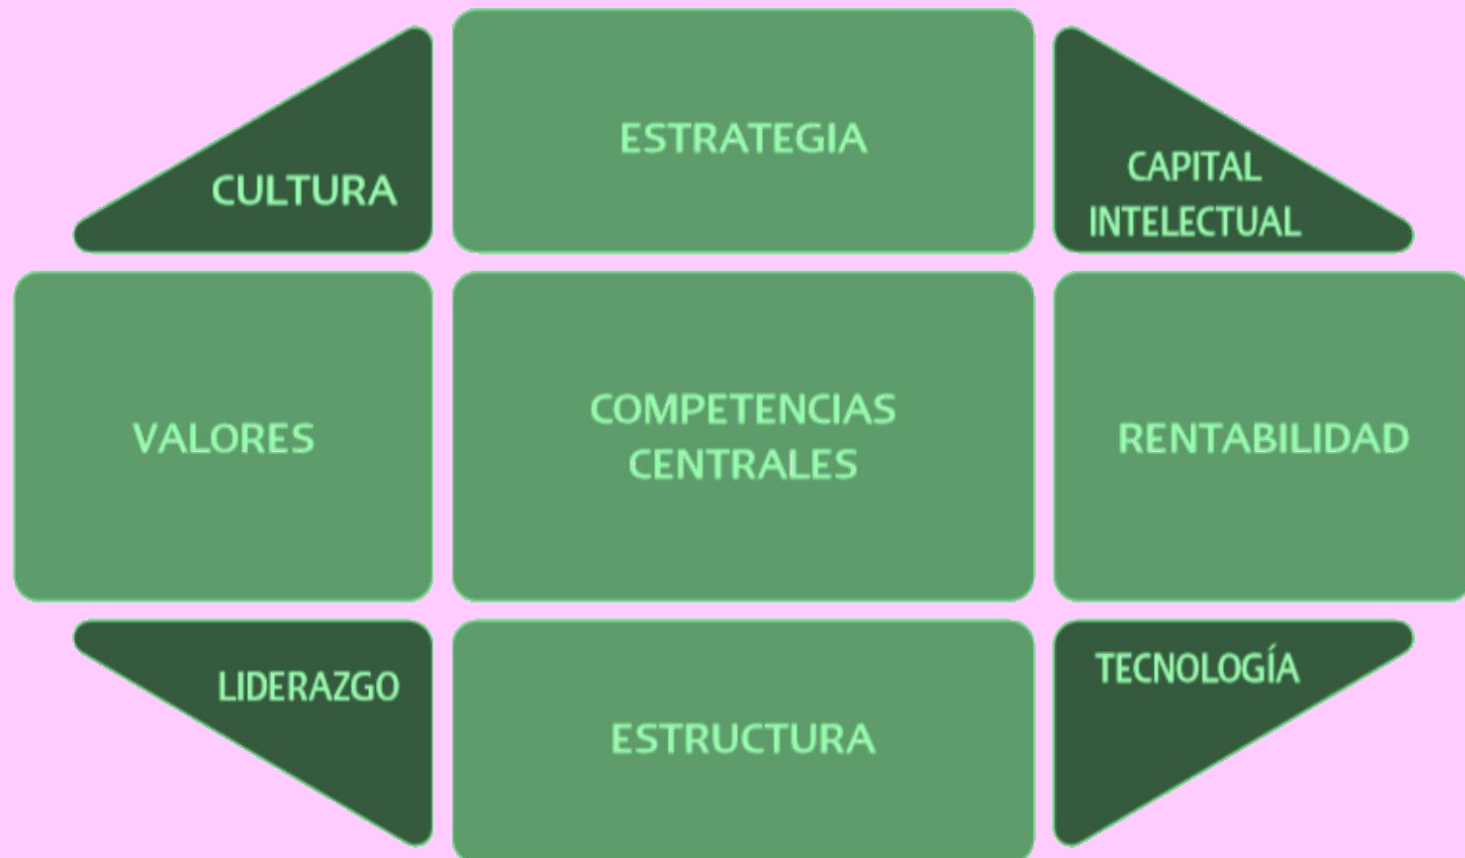 ESTRATEGIA
CULTURA
CAPITAL
INTELECTUAL
VALORES
COMPETENCIAS
CENTRALES
RENTABILIDAD
LIDERAZGO
ESTRUCTURA
TECNOLOGÍA